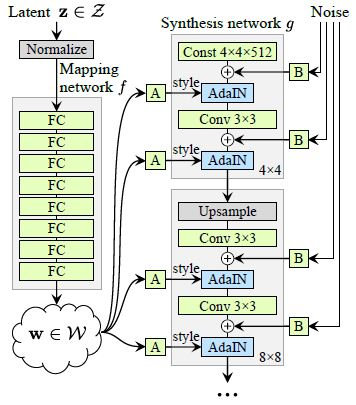 Latent z ∈ Z
Normalize
Mapping
network f
FC
FC
FC
FC
FC
FC
FC
FC
w ∈ W
Synthesis network g
Noise
Const 4×4×512
B
A
style
AdaIN
Conv 3×3
B
A
style
AdaIN
4×4
Upsample
Conv 3×3
B
A
style
AdaIN
Conv 3×3
B
A
style
AdaIN
8×8
...